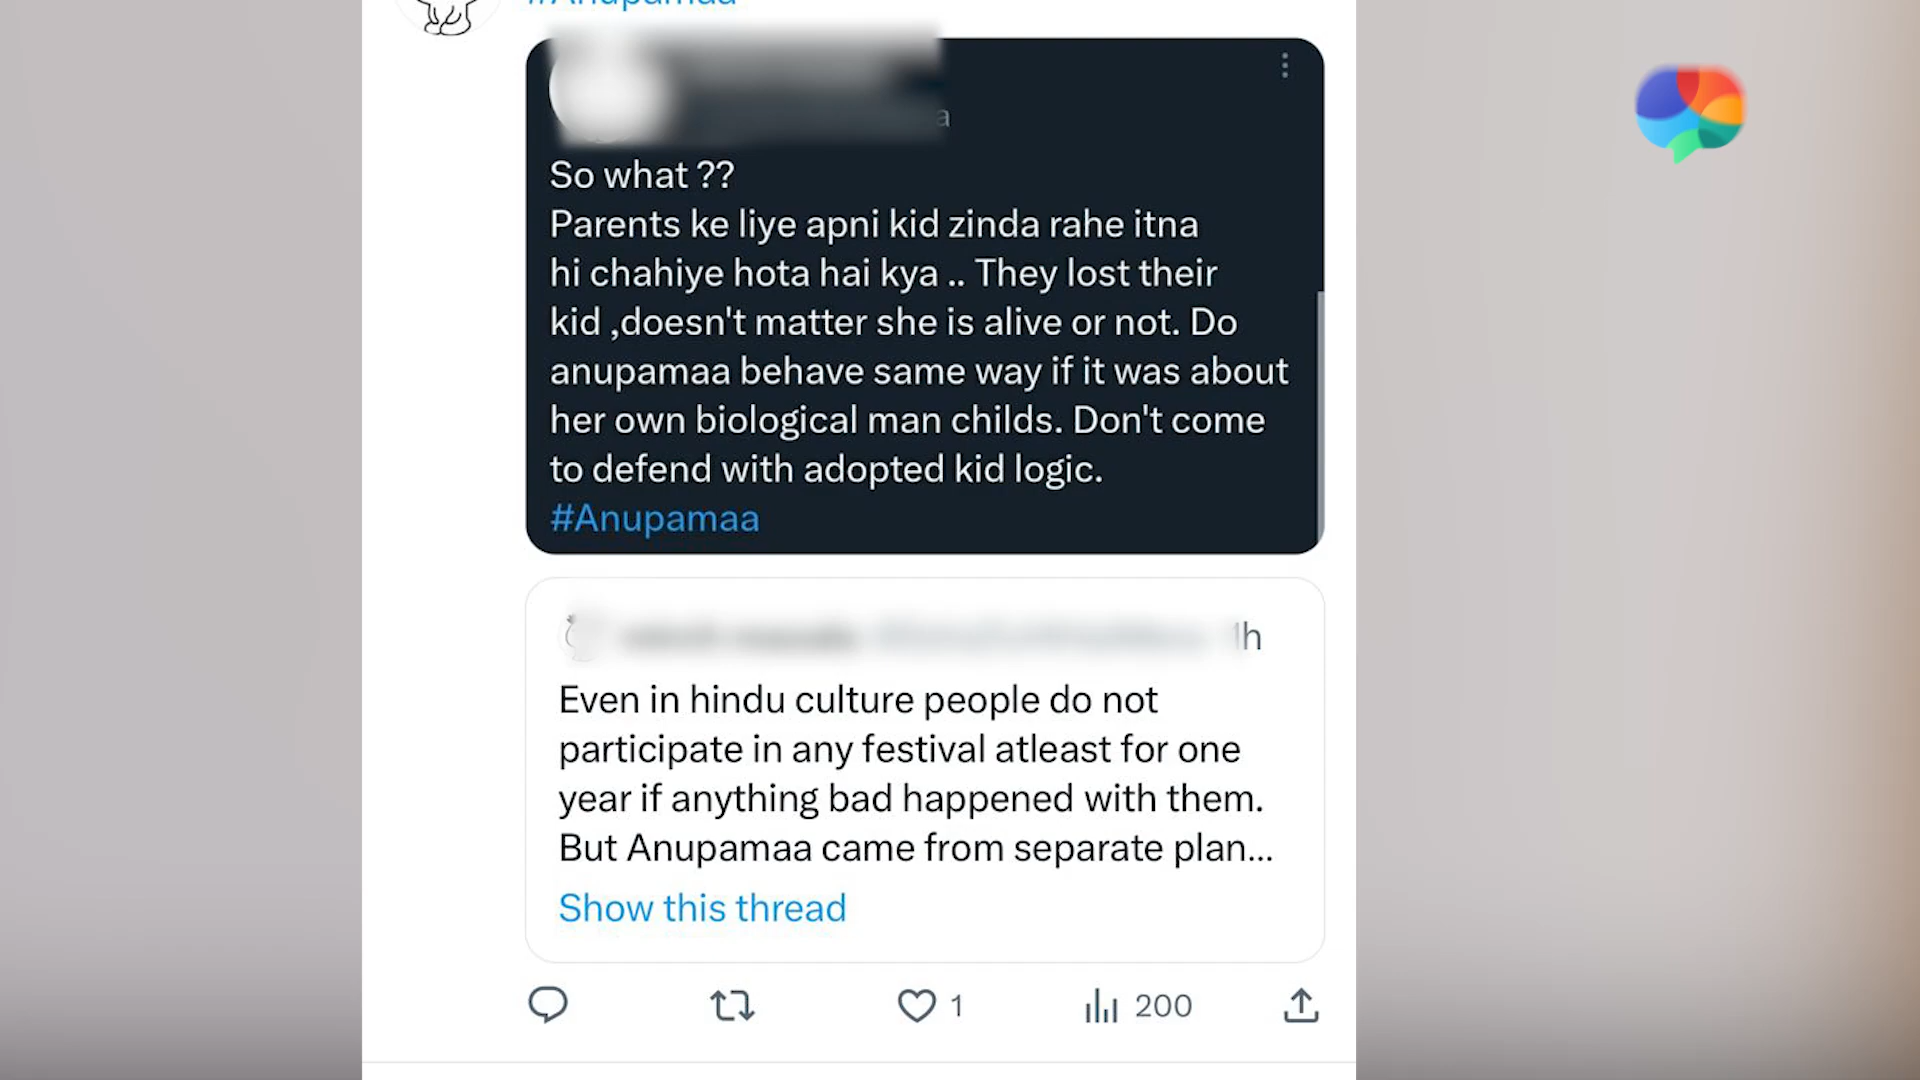 #Anupamaa
So what ??
Parents ke liye apni kid zinda rahe itna
hi chahiye hota hai kya .. They lost their
kid ,doesn't matter she is alive or not. Do
anupamaa behave same way if it was about
her own biological man childs. Don't come
to defend with adopted kid logic.
#Anupamaa
Even in hindu culture people do not
participate in any festival atleast for one
year if anything bad happened with them.
But Anupamaa came from separate plan...
Show this thread
1
200